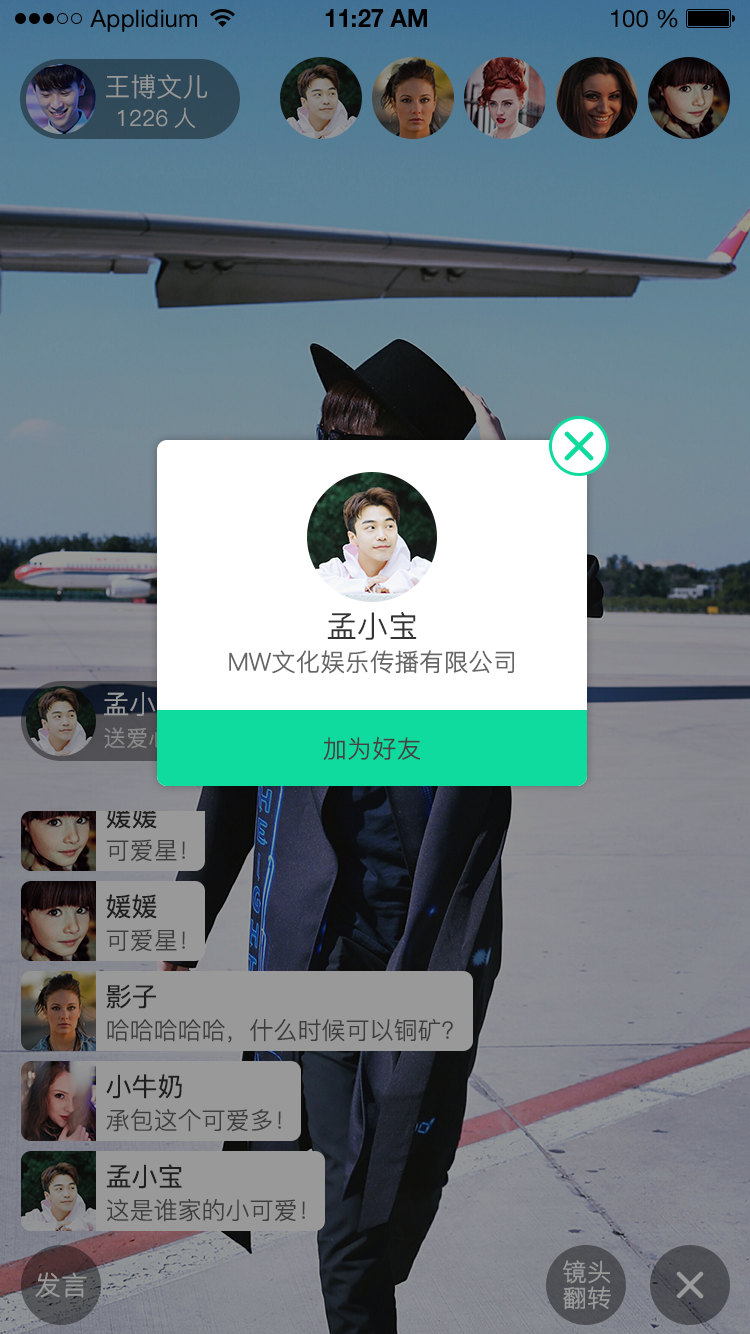 Applidium
11:27 AM
100 %
王博文儿
1226 人
孟小宝
MW文化娱乐传播有限公司
加为好友
孟小
送爱
媛媛
可爱星！
媛媛
可爱星！
影子
哈哈哈哈哈，什么时候可以铜矿？
小牛奶
承包这个可爱多！
孟小宝
这是谁家的小可爱！
发言
镜头
翻转